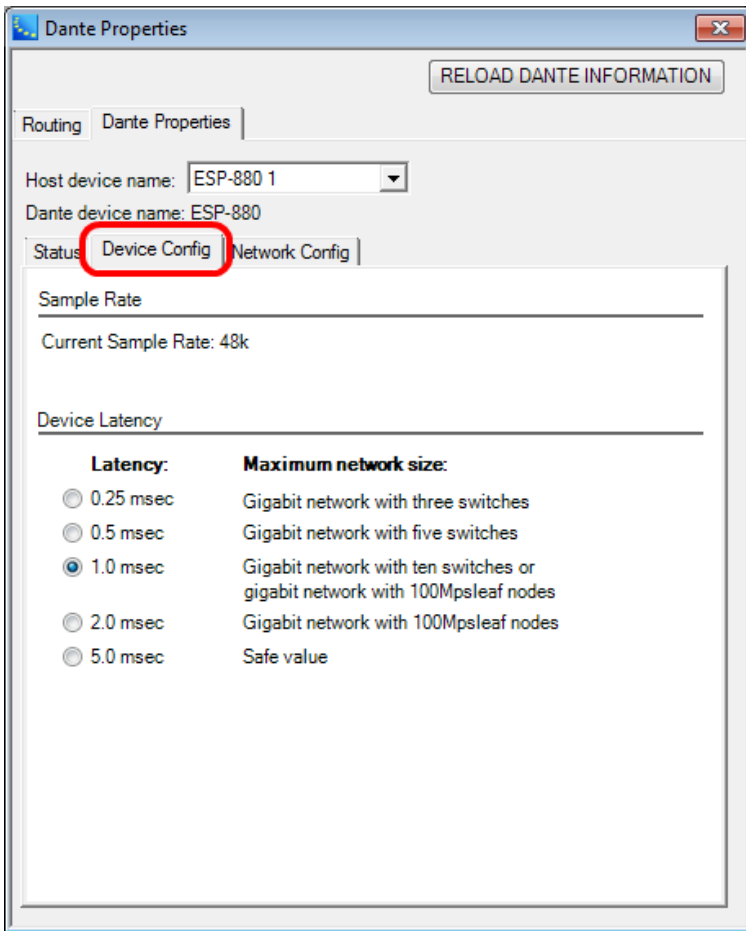 Dante Properties
RELOAD DANTE INFORMATION
Routing Dante Properties
Host device name: ESP-880 1
Dante device name: ESP-880
Status Device Config Network Config
Sample Rate
Current Sample Rate: 48k
Device Latency
Latency: Maximum network size:
0.25 msec Gigabit network with three switches
0.5 msec Gigabit network with five switches
1.0 msec Gigabit network with ten switches or
gigabit network with 100Mpsleaf nodes
2.0 msec Gigabit network with 100Mpsleaf nodes
5.0 msec Safe value